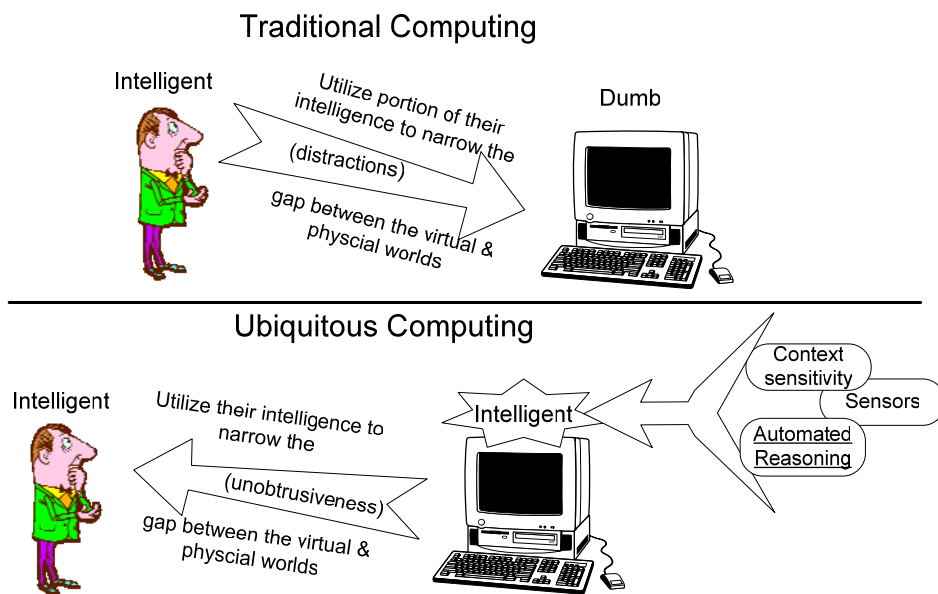 Traditional Computing
Intelligent
Utilize portion of their
intelligence to narrow the
(distractions)
gap between the virtual &
physcial worlds
Dumb
Ubiquitous Computing
Intelligent
Utilize their intelligence to
narrow the
(unobtrusiveness)
gap between the virtual &
physcial worlds
Intelligent
Context
sensitivity
Sensors
Automated
Reasoning